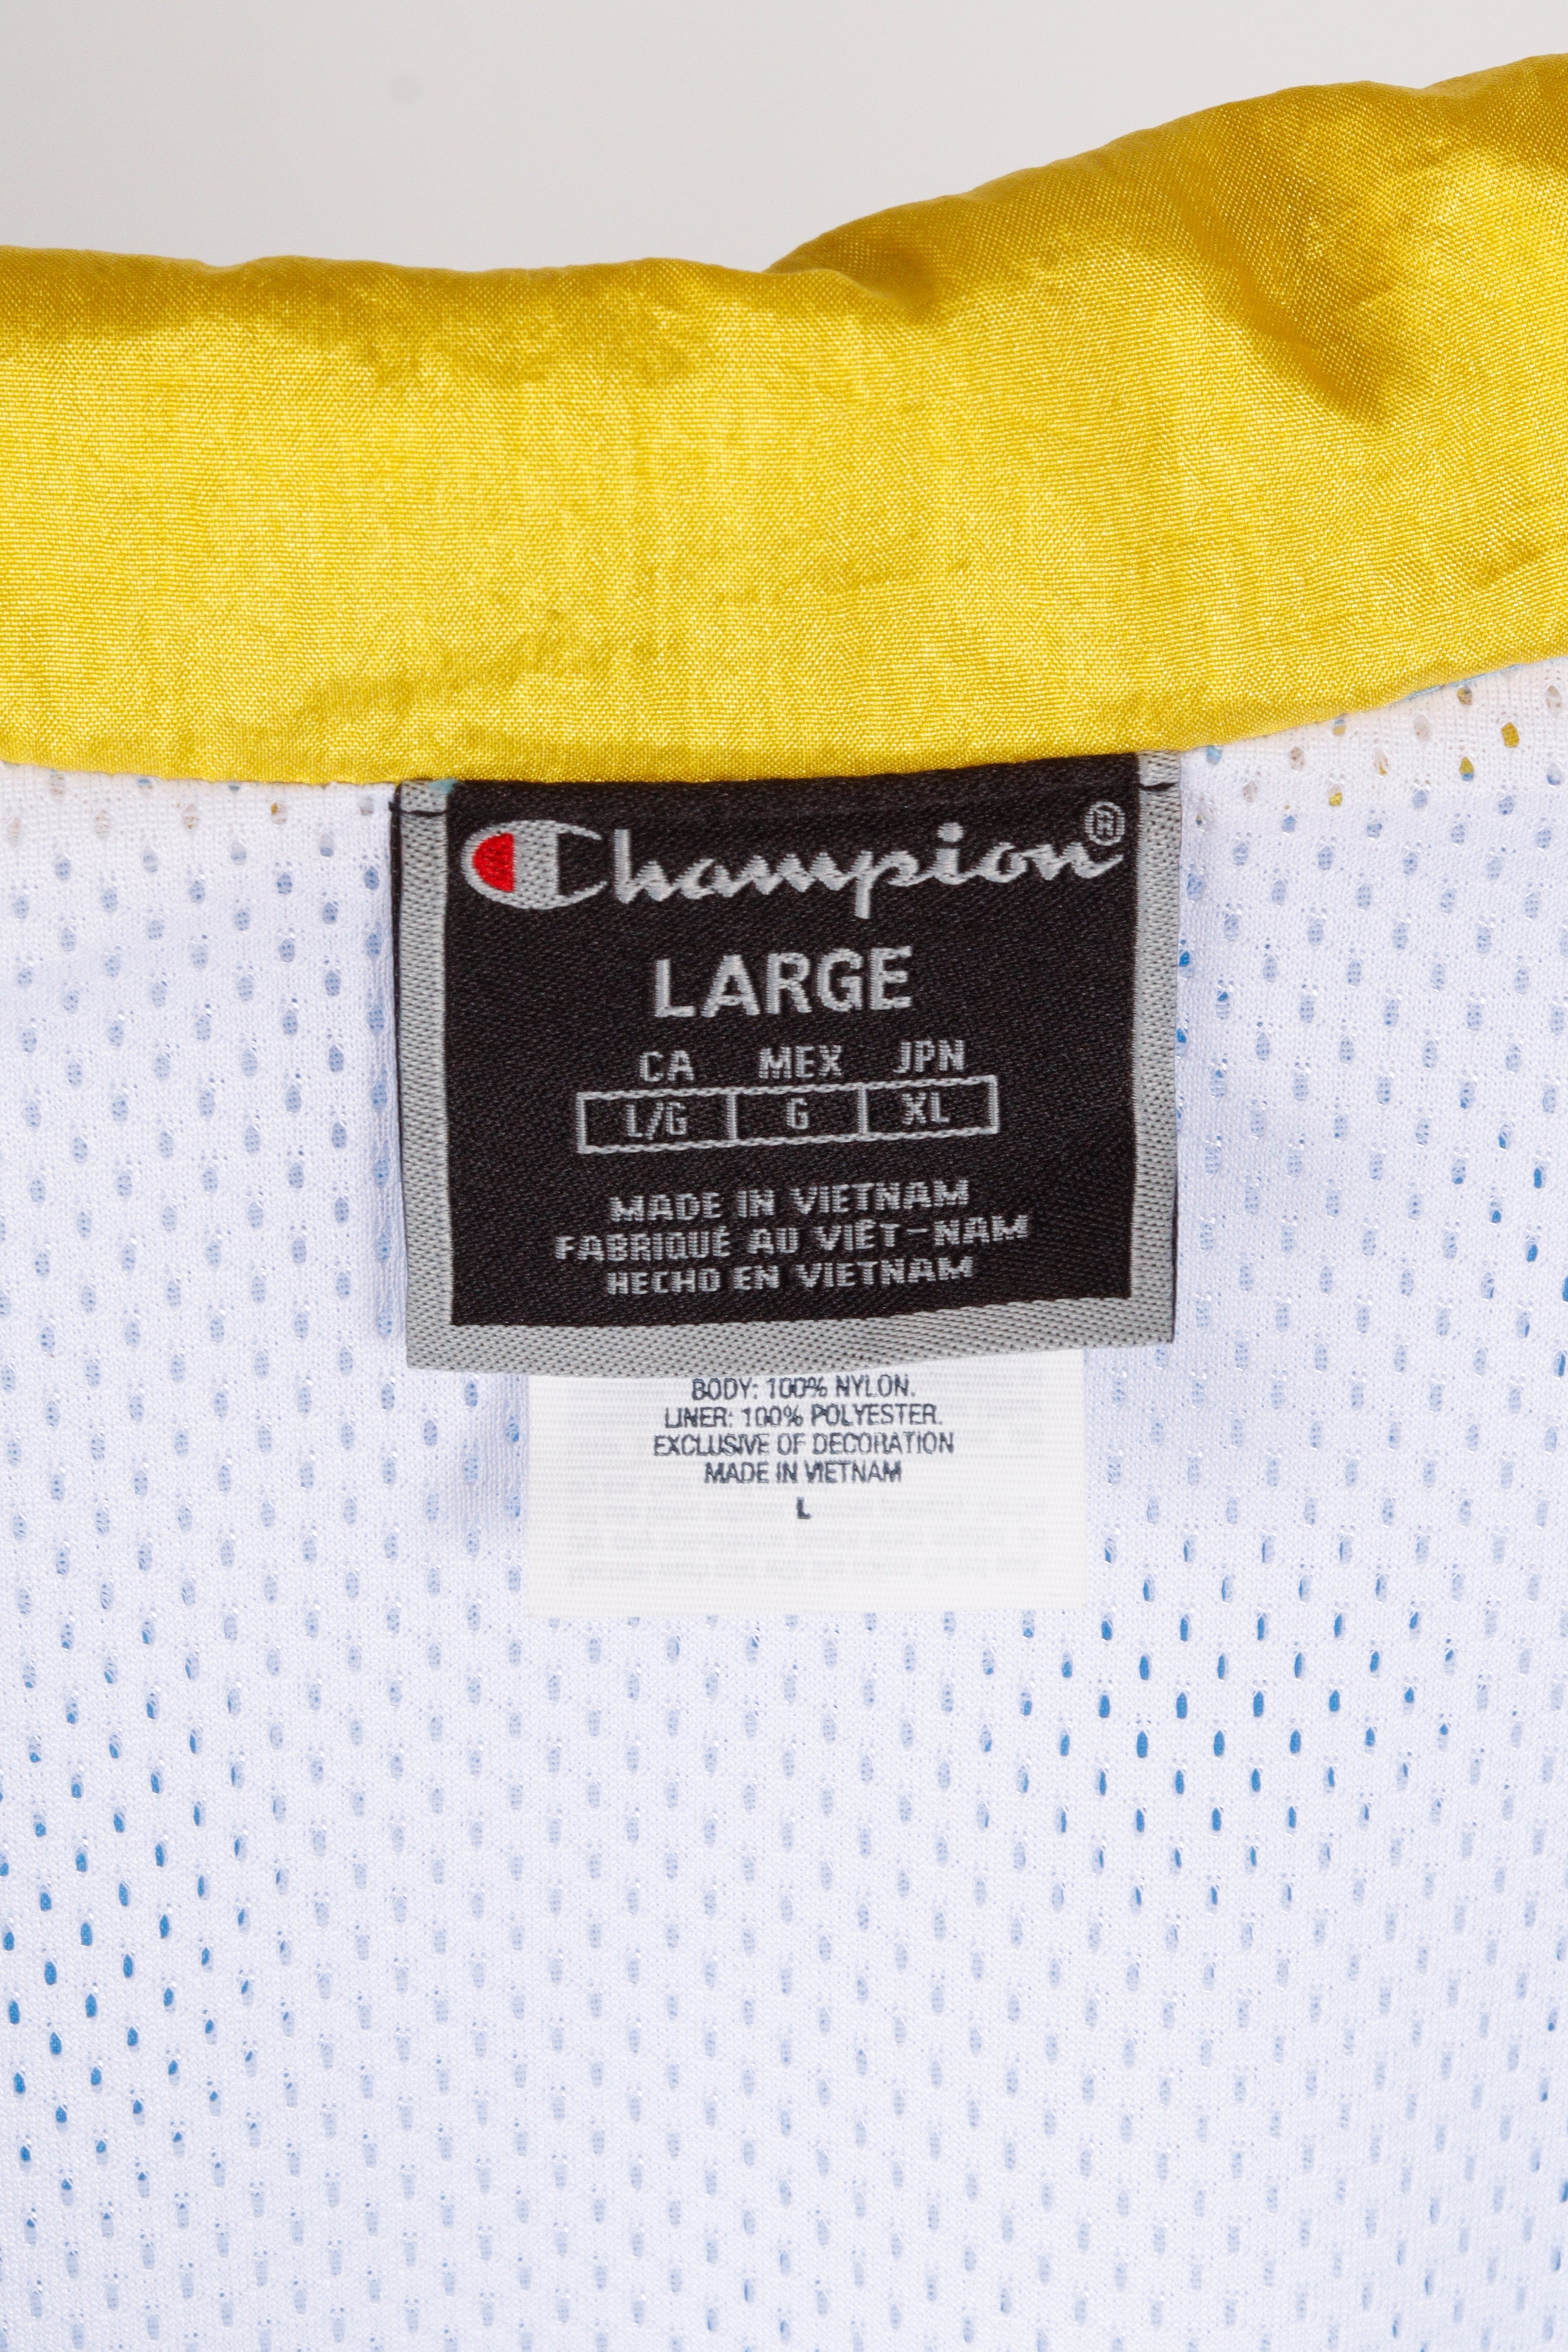 Champion®
LARGE
CA MEX JPN
L/G G XL
MADE IN VIETNAM
FABRIQUÉ AU VIÊT-NAM
HECHO EN VIETNAM
BODY: 100% NYLON.
LINER: 100% POLYESTER.
EXCLUSIVE OF DECORATION
MADE IN VIETNAM
L